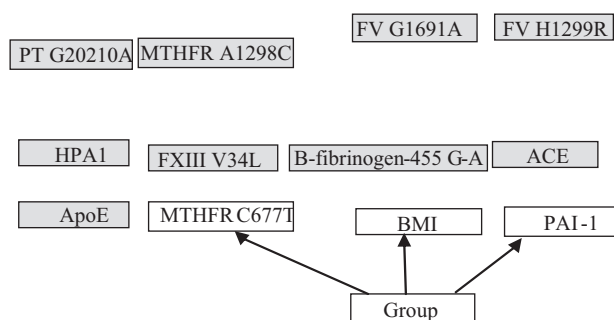 FV G1691A
FV H1299R
PT G20210A
MTHFR A1298C
HPA1
FXIII V34L
B-fibrinogen-455 G-A
ACE
ApoE
MTHFR C677T
BMI
PAI-1
Group